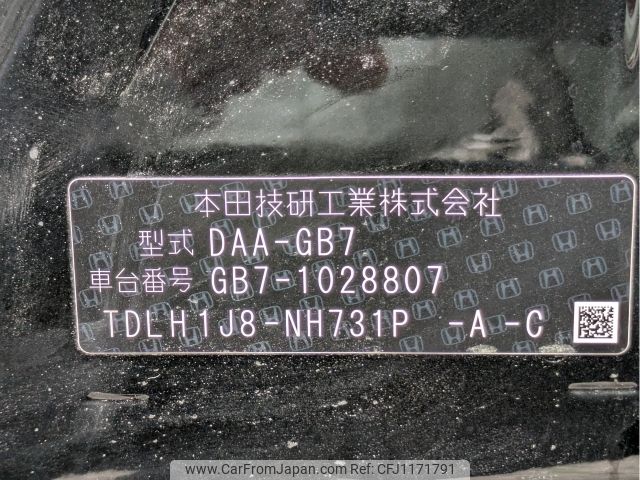 本田技研工業株式会社
型式 DAA-GB7
車台番号 GB7-1028807
TDLH1J8-NH731P -A-C
www.CarFromJapan.com CFJ1171791